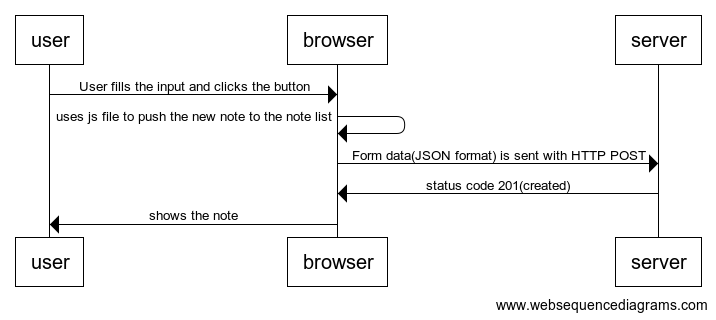 user
browser
server
User fills the input and clicks the button
uses js file to push the new note to the note list
Form data(JSON format) is sent with HTTP POST
status code 201(created)
shows the note
user
browser
server
www.websequencediagrams.com